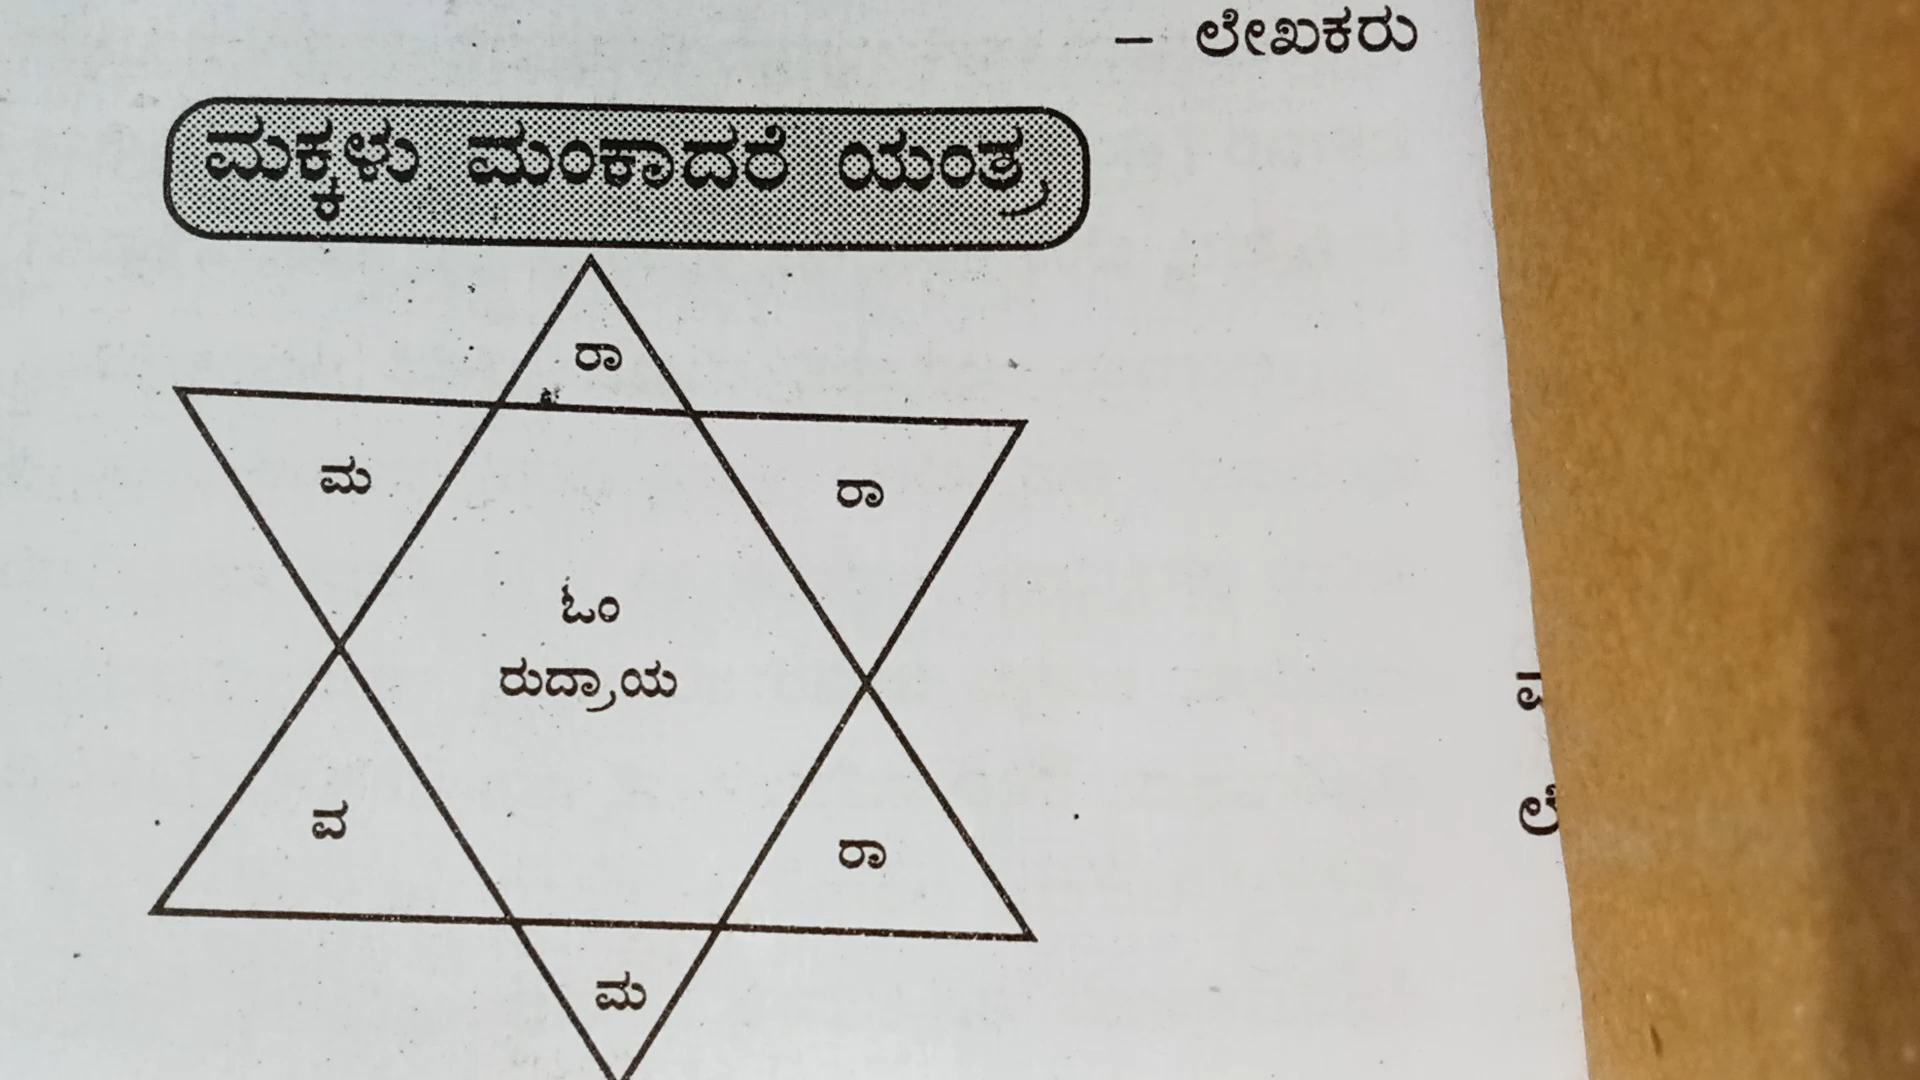 – ಲೇಖಕರು
ಮಕ್ಕಳು ಮಂಕಾದರೆ ಯಂತ್ರ
ರಾ
ಮ
ರಾ
ಓಂ
ರುದ್ರಾಯ
ವ
ರಾ
ಮ